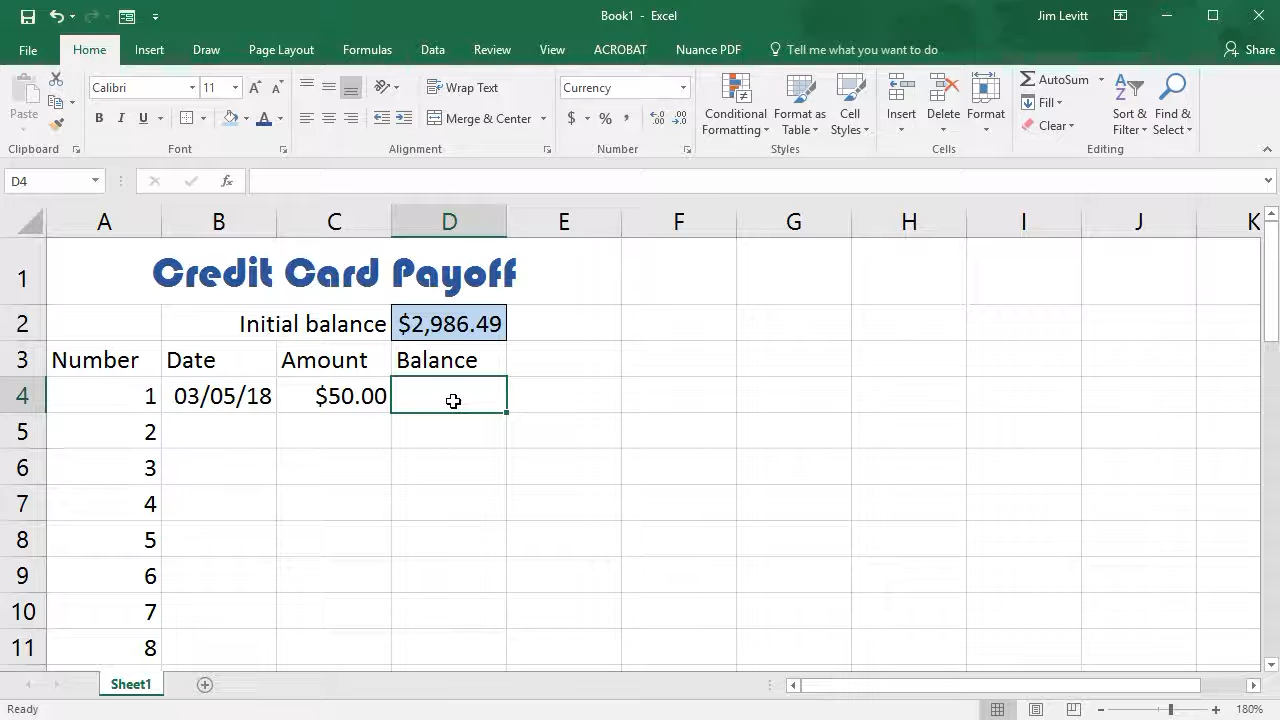 Book1 - Excel
Jim Levitt
File Home Insert Draw Page Layout Formulas Data Review View ACROBAT Nuance PDF Tell me what you want to do Share
Calibri 11 Wrap Text Currency AutoSum
Paste B I U Merge & Center $ % , Conditional Formatting Format as Table Cell Styles Insert Delete Format Fill Clear Sort & Filter Find & Select
Clipboard Font Alignment Number Styles Cells Editing
D4 fx
A B C D E F G H I J K
1 Credit Card Payoff
2 Initial balance $2,986.49
3 Number Date Amount Balance
4 1 03/05/18 $50.00
5 2
6 3
7 4
8 5
9 6
10 7
11 8
Sheet1
Ready 180%